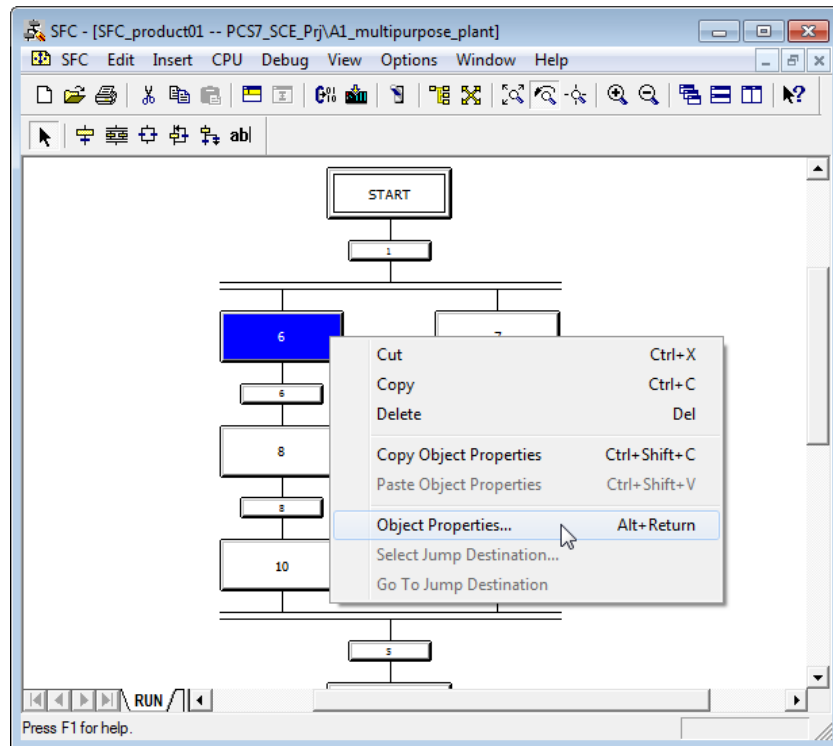 SFC - [SFC_product01 -- PCS7_SCE_Prj\A1_multipurpose_plant]
SFC Edit Insert CPU Debug View Options Window Help
abl
START
1
6
7
Cut Ctrl+X
6
Copy Ctrl+C
Delete Del
8
Copy Object Properties Ctrl+Shift+C
Paste Object Properties Ctrl+Shift+V
8
Object Properties... Alt+Return
Select Jump Destination...
10
Go To Jump Destination
5
RUN
Press F1 for help.